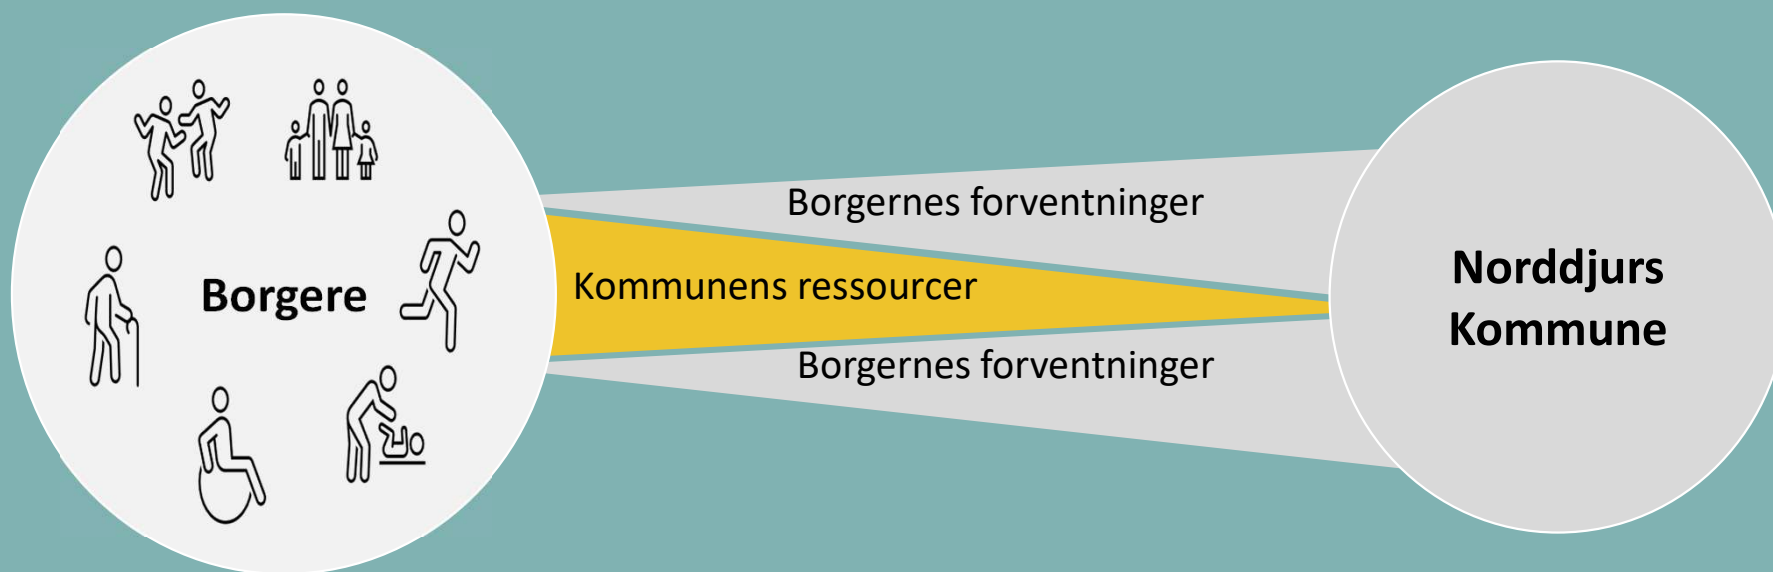 Borgere
Borgernes forventninger
Kommunens ressourcer
Borgernes forventninger
Norddjurs
Kommune